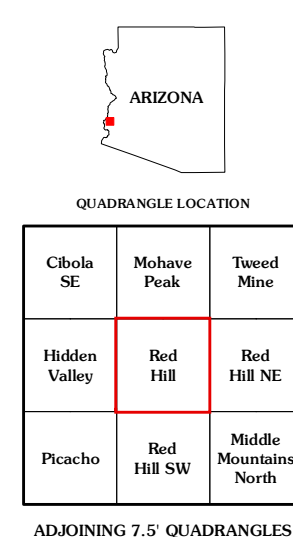 ARIZONA
QUADRANGLE LOCATION
Cibola
SE
Mohave
Peak
Tweed
Mine
Hidden
Valley
Red
Hill
Red
Hill NE
Picacho
Red
Hill SW
Middle
Mountains
North
ADJOINING 7.5' QUADRANGLES